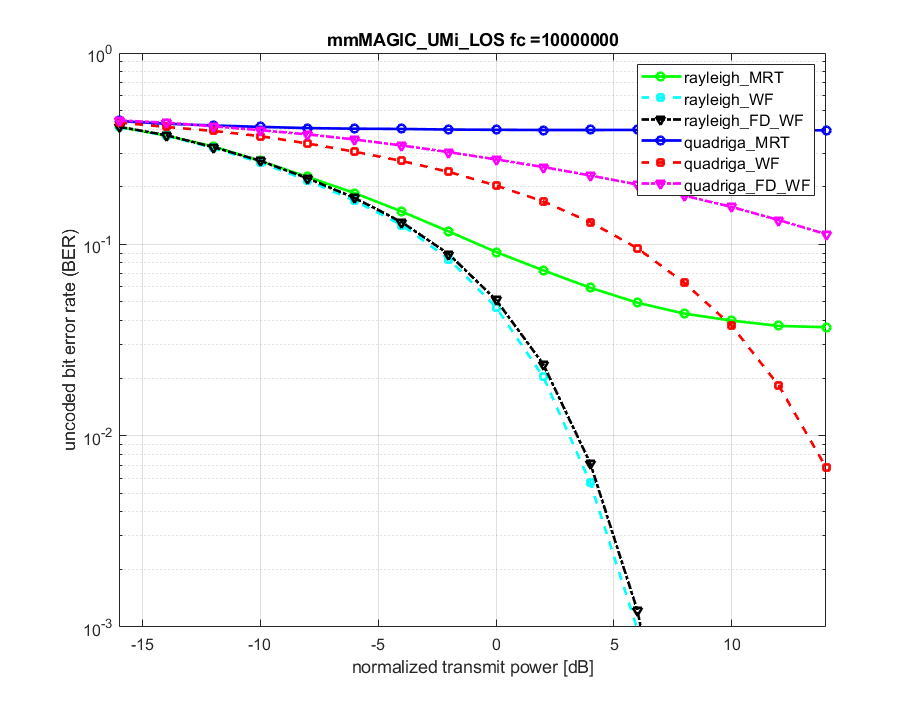 mmMAGIC_UMi_LOS fc =10000000
10^0
10^-1
10^-2
10^-3
uncoded bit error rate (BER)
rayleigh_MRT
rayleigh_WF
rayleigh_FD_WF
quadriga_MRT
quadriga_WF
quadriga_FD_WF
-15 -10 -5 0 5 10
normalized transmit power [dB]